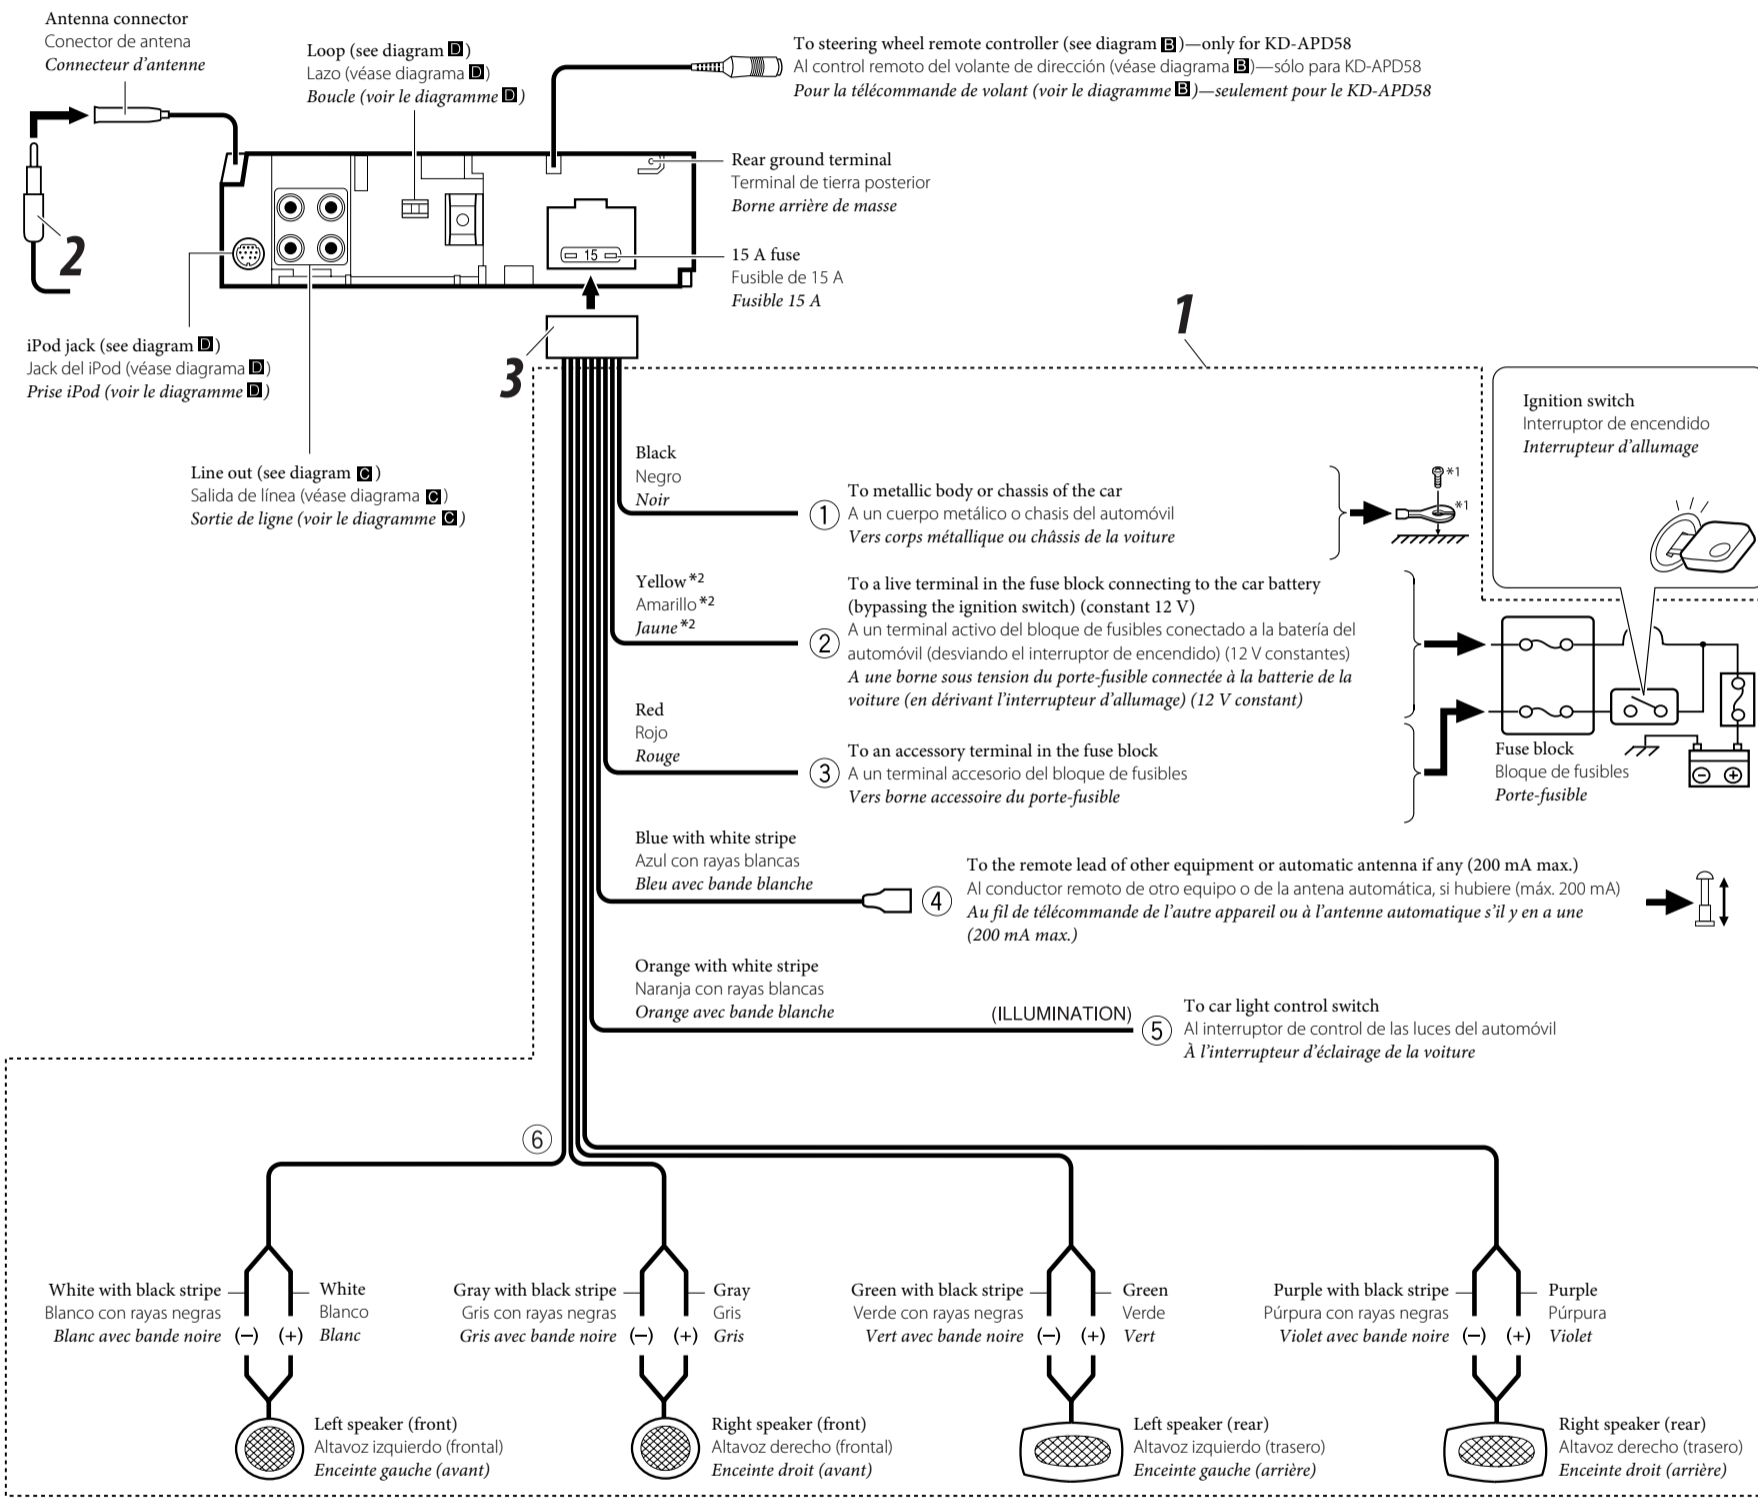 Antenna connector
Conector de antena
Connecteur d'antenne
Loop (see diagram D)
Lazo (véase diagrama D)
Boucle (voir le diagramme D)
To steering wheel remote controller (see diagram B)—only for KD-APD58
Al control remoto del volante de dirección (véase diagrama B)—sólo para KD-APD58
Pour la télécommande de volant (voir le diagramme B)—seulement pour le KD-APD58
2
Rear ground terminal
Terminal de tierra posterior
Borne arrière de masse
15
15 A fuse
Fusible de 15 A
Fusible 15 A
iPod jack (see diagram D)
Jack del iPod (véase diagrama D)
Prise iPod (voir le diagramme D)
3
1
Line out (see diagram C)
Salida de línea (véase diagrama C)
Sortie de ligne (voir le diagramme C)
Ignition switch
Interruptor de encendido
Interrupteur d'allumage
Black
Negro
Noir
①
To metallic body or chassis of the car
A un cuerpo metálico o chasis del automóvil
Vers corps métallique ou châssis de la voiture
*1
*1
Yellow*2
Amarillo*2
Jaune*2
②
To a live terminal in the fuse block connecting to the car battery
(bypassing the ignition switch) (constant 12 V)
A un terminal activo del bloque de fusibles conectado a la batería del
automóvil (desviando el interruptor de encendido) (12 V constantes)
A une borne sous tension du porte-fusible connectée à la batterie de la
voiture (en dérivant l'interrupteur d'allumage) (12 V constant)
Red
Rojo
Rouge
③
To an accessory terminal in the fuse block
A un terminal accesorio del bloque de fusibles
Vers borne accessoire du porte-fusible
Fuse block
Bloque de fusibles
Porte-fusible
Blue with white stripe
Azul con rayas blancas
Bleu avec bande blanche
④
To the remote lead of other equipment or automatic antenna if any (200 mA max.)
Al conductor remoto de otro equipo o de la antena automática, si hubiere (máx. 200 mA)
Au fil de télécommande de l'autre appareil ou à l'antenne automatique s'il y en a une
(200 mA max.)
Orange with white stripe
Naranja con rayas blancas
Orange avec bande blanche
(ILLUMINATION)
⑤
To car light control switch
Al interruptor de control de las luces del automóvil
À l'interrupteur d'éclairage de la voiture
⑥
White with black stripe
Blanco con rayas negras
Blanc avec bande noire
(−) (+)
White
Blanco
Blanc
Gray with black stripe
Gris con rayas negras
Gris avec bande noire
(−) (+)
Gray
Gris
Gris
Green with black stripe
Verde con rayas negras
Vert avec bande noire
(−) (+)
Green
Verde
Vert
Purple with black stripe
Púrpura con rayas negras
Violet avec bande noire
(−) (+)
Purple
Púrpura
Violet
Left speaker (front)
Altavoz izquierdo (frontal)
Enceinte gauche (avant)
Right speaker (front)
Altavoz derecho (frontal)
Enceinte droit (avant)
Left speaker (rear)
Altavoz izquierdo (trasero)
Enceinte gauche (arrière)
Right speaker (rear)
Altavoz derecho (trasero)
Enceinte droit (arrière)